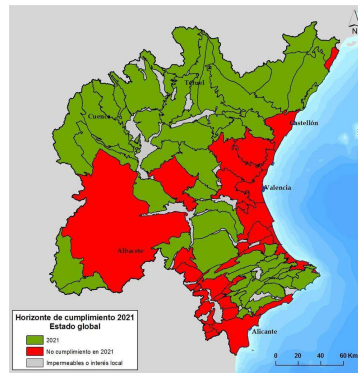 N
Teruel
Cuenca
Castellón
Valencia
Albacete
Alicante
Horizonte de cumplimiento 2021
Estado global
2021
No cumplimiento en 2021
Impermeables o interés local
0
20
40
60 Km